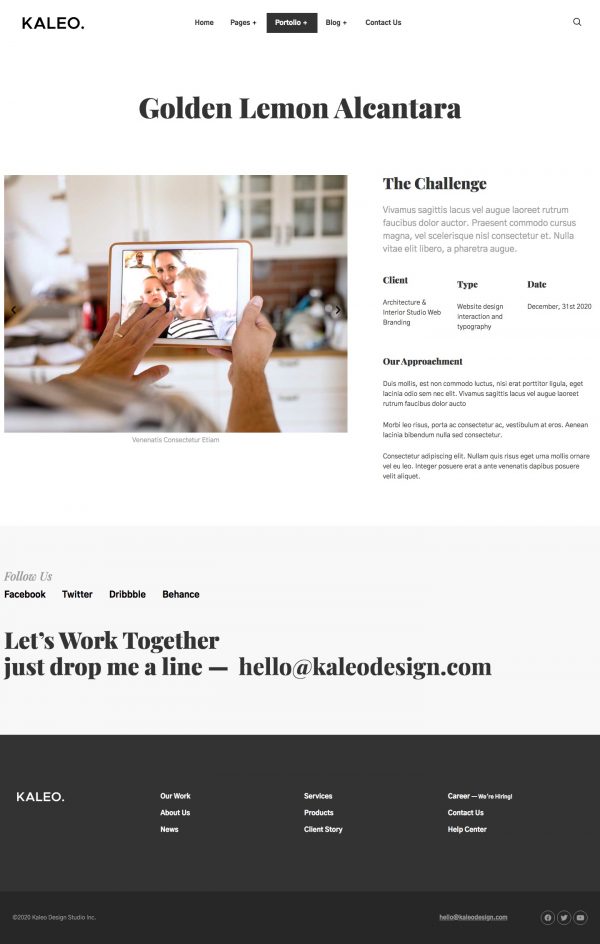 KALEO.
Home Pages + Portolio + Blog + Contact Us
Golden Lemon Alcantara
Venenatis Consectetur Etiam
The Challenge
Vivamus sagittis lacus vel augue laoreet rutrum
faucibus dolor auctor. Praesent commodo cursus
magna, vel scelerisque nisl consectetur et. Nulla
vitae elit libero, a pharetra augue.
Client
Architecture &
Interior Studio Web
Branding
Type
Website design
interaction and
typography
Date
December, 31st 2020
Our Approachment
Duis mollis, est non commodo luctus, nisi erat porttitor ligula, eget
lacinia odio sem nec elit. Vivamus sagittis lacus vel augue laoreet
rutrum faucibus dolor aucto
Morbi leo risus, porta ac consectetur ac, vestibulum at eros. Aenean
lacinia bibendum nulla sed consectetur.
Consectetur adipiscing elit. Nullam quis risus eget urna mollis ornare
vel eu leo. Integer posuere erat a ante venenatis dapibus posuere
velit aliquet.
Follow Us
Facebook Twitter Dribbble Behance
Let's Work Together
just drop me a line — hello@kaleodesign.com
KALEO.
Our Work
About Us
News
Services
Products
Client Story
Career — We're Hiring!
Contact Us
Help Center
©2020 Kaleo Design Studio Inc.
hello@kaleodesign.com